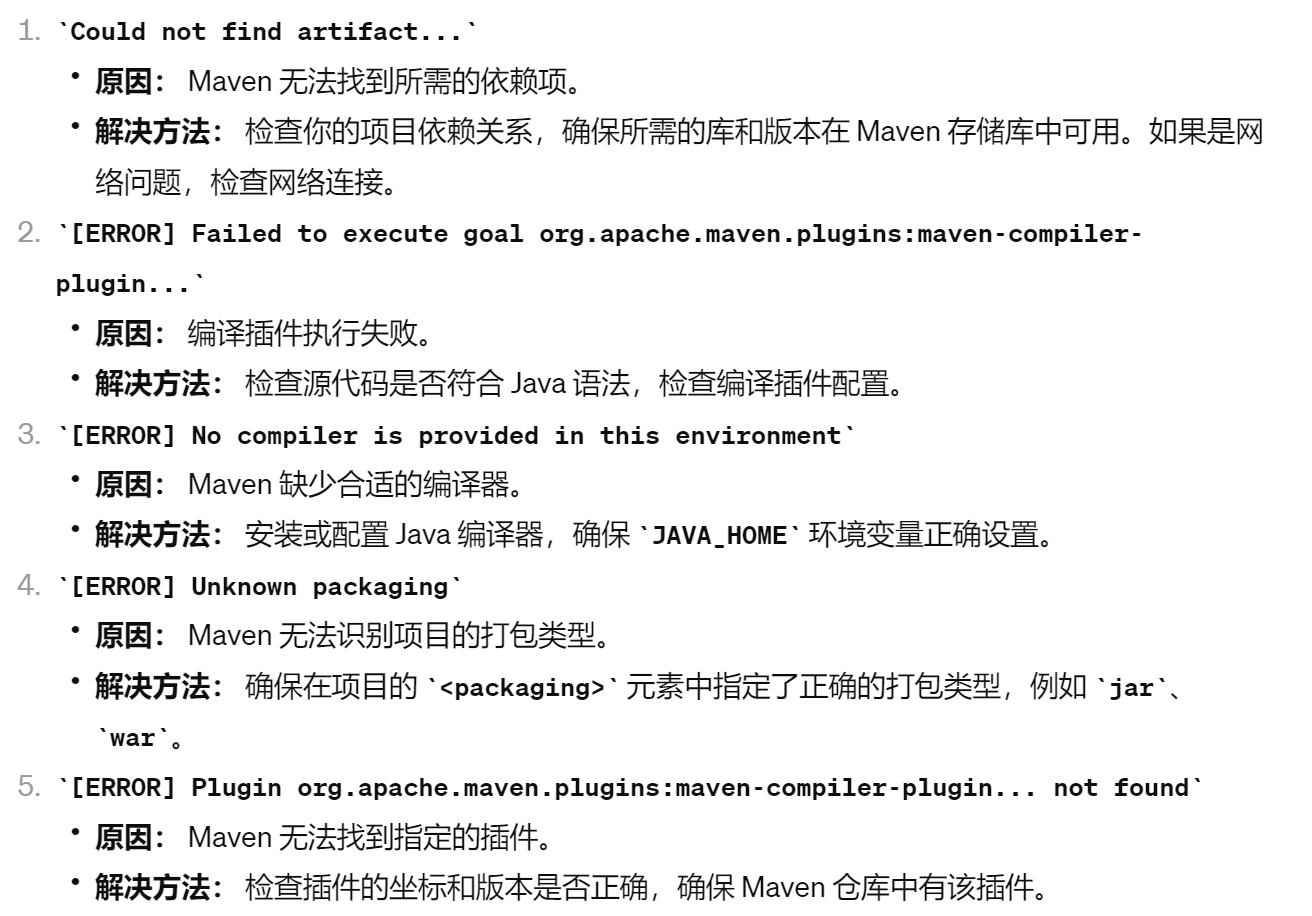 1. `Could not find artifact...`
• 原因： Maven 无法找到所需的依赖项。
• 解决方法： 检查你的项目依赖关系，确保所需的库和版本在 Maven 存储库中可用。如果是网
络问题，检查网络连接。
2. `[ERROR] Failed to execute goal org.apache.maven.plugins:maven-compiler-
plugin...`
• 原因： 编译插件执行失败。
• 解决方法： 检查源代码是否符合 Java 语法，检查编译插件配置。
3. `[ERROR] No compiler is provided in this environment`
• 原因： Maven 缺少合适的编译器。
• 解决方法： 安装或配置 Java 编译器，确保 `JAVA_HOME` 环境变量正确设置。
4. `[ERROR] Unknown packaging`
• 原因： Maven 无法识别项目的打包类型。
• 解决方法： 确保在项目的 `<packaging>` 元素中指定了正确的打包类型，例如 `jar`、
`war`。
5. `[ERROR] Plugin org.apache.maven.plugins:maven-compiler-plugin... not found`
• 原因： Maven 无法找到指定的插件。
• 解决方法： 检查插件的坐标和版本是否正确，确保 Maven 仓库中有该插件。